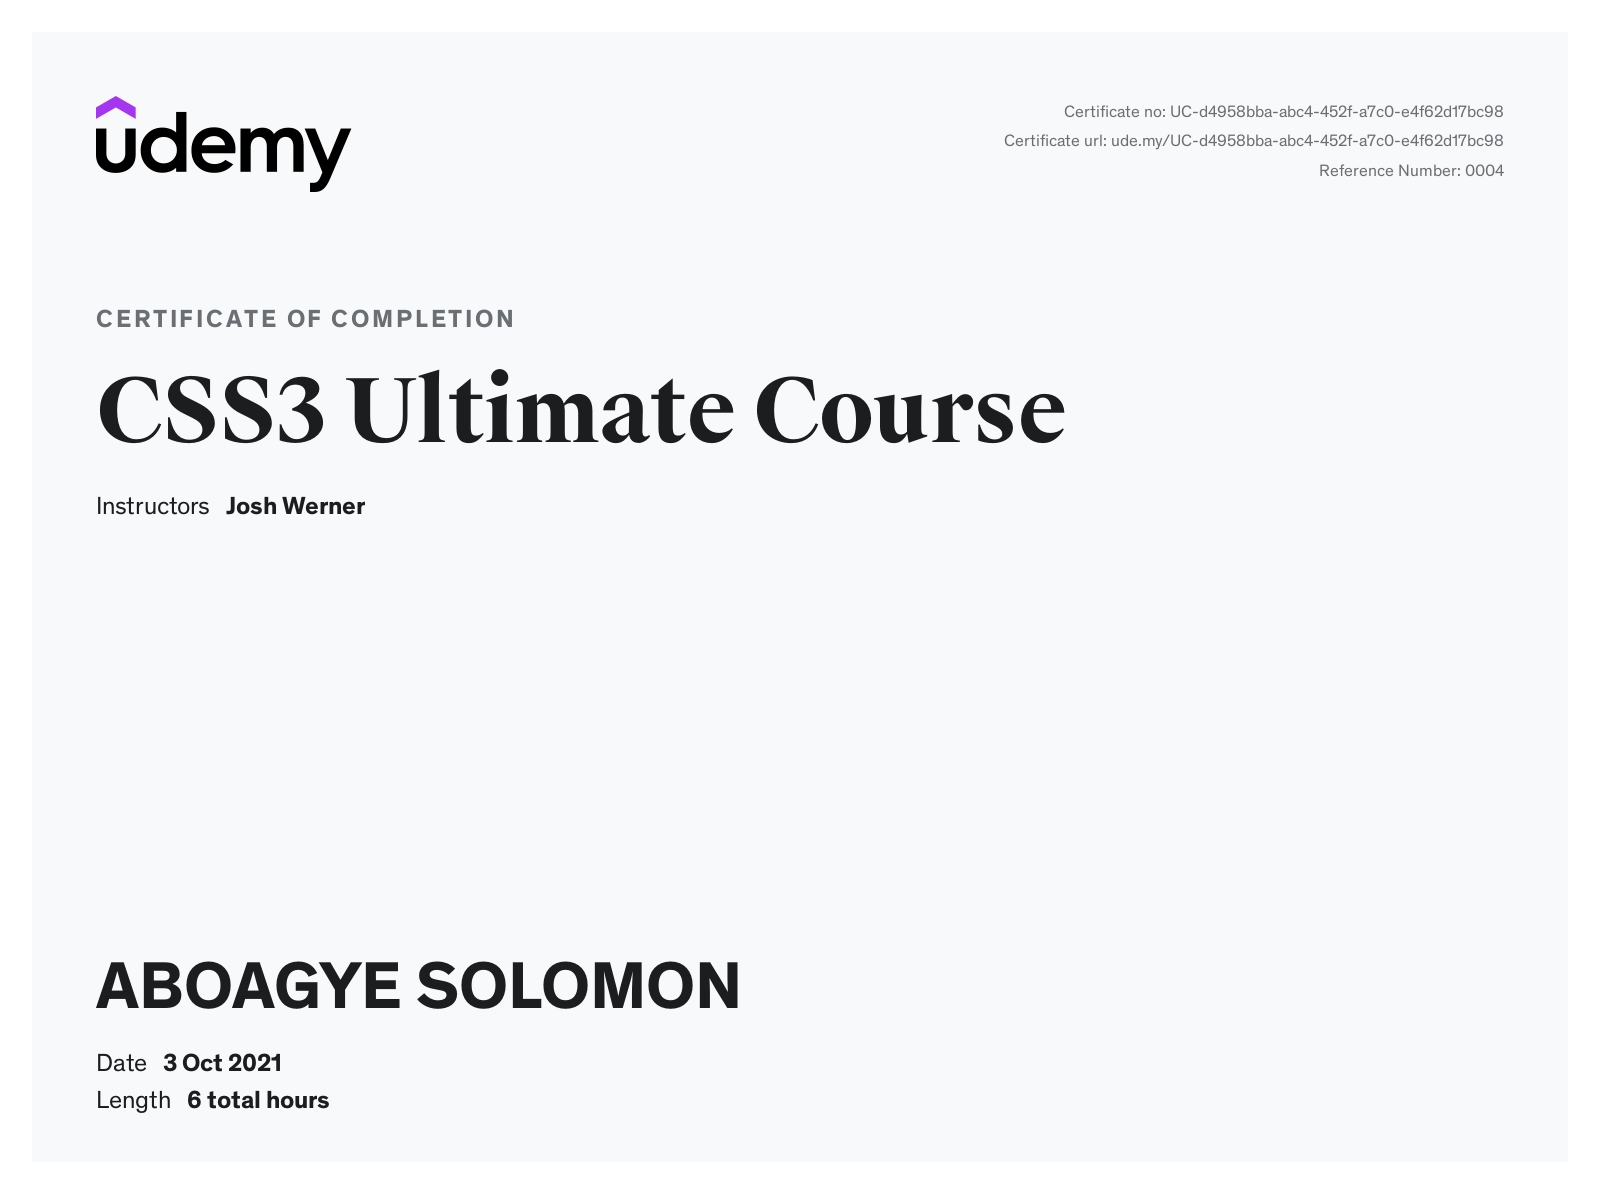 udemy
Certificate no: UC-d4958bba-abc4-452f-a7c0-e4f62d17bc98
Certificate url: ude.my/UC-d4958bba-abc4-452f-a7c0-e4f62d17bc98
Reference Number: 0004
CERTIFICATE OF COMPLETION
CSS3 Ultimate Course
Instructors Josh Werner
ABOAGYE SOLOMON
Date 3 Oct 2021
Length 6 total hours